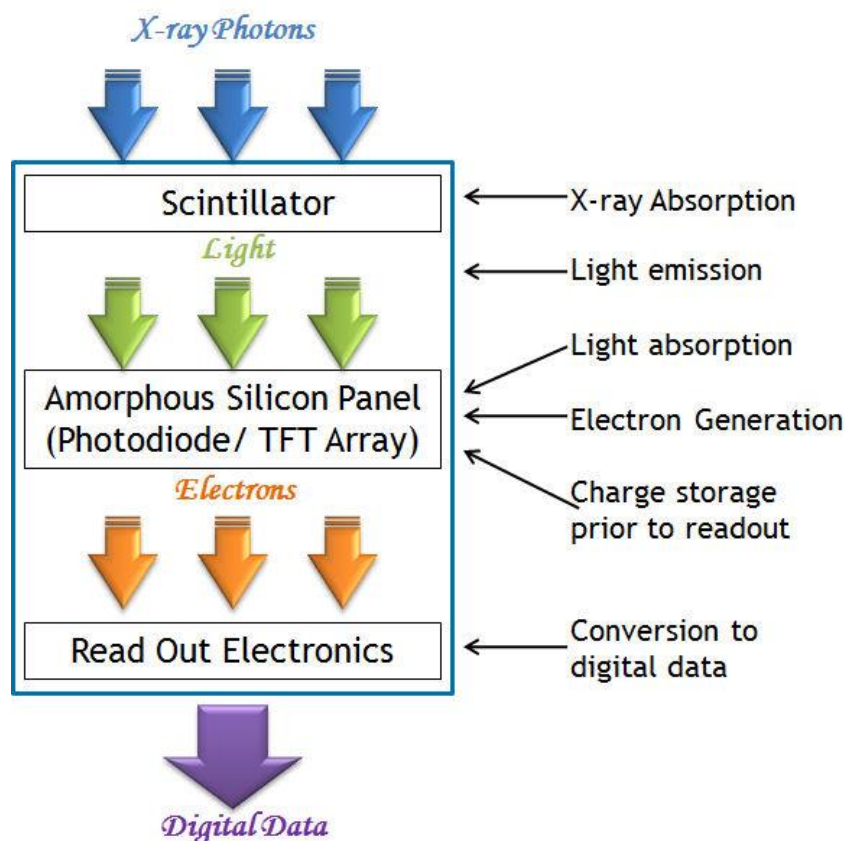 X-ray Photons
Scintillator
X-ray Absorption
Light
Light emission
Light absorption
Amorphous Silicon Panel
(Photodiode/ TFT Array)
Electron Generation
Electrons
Charge storage
prior to readout
Read Out Electronics
Conversion to
digital data
Digital Data